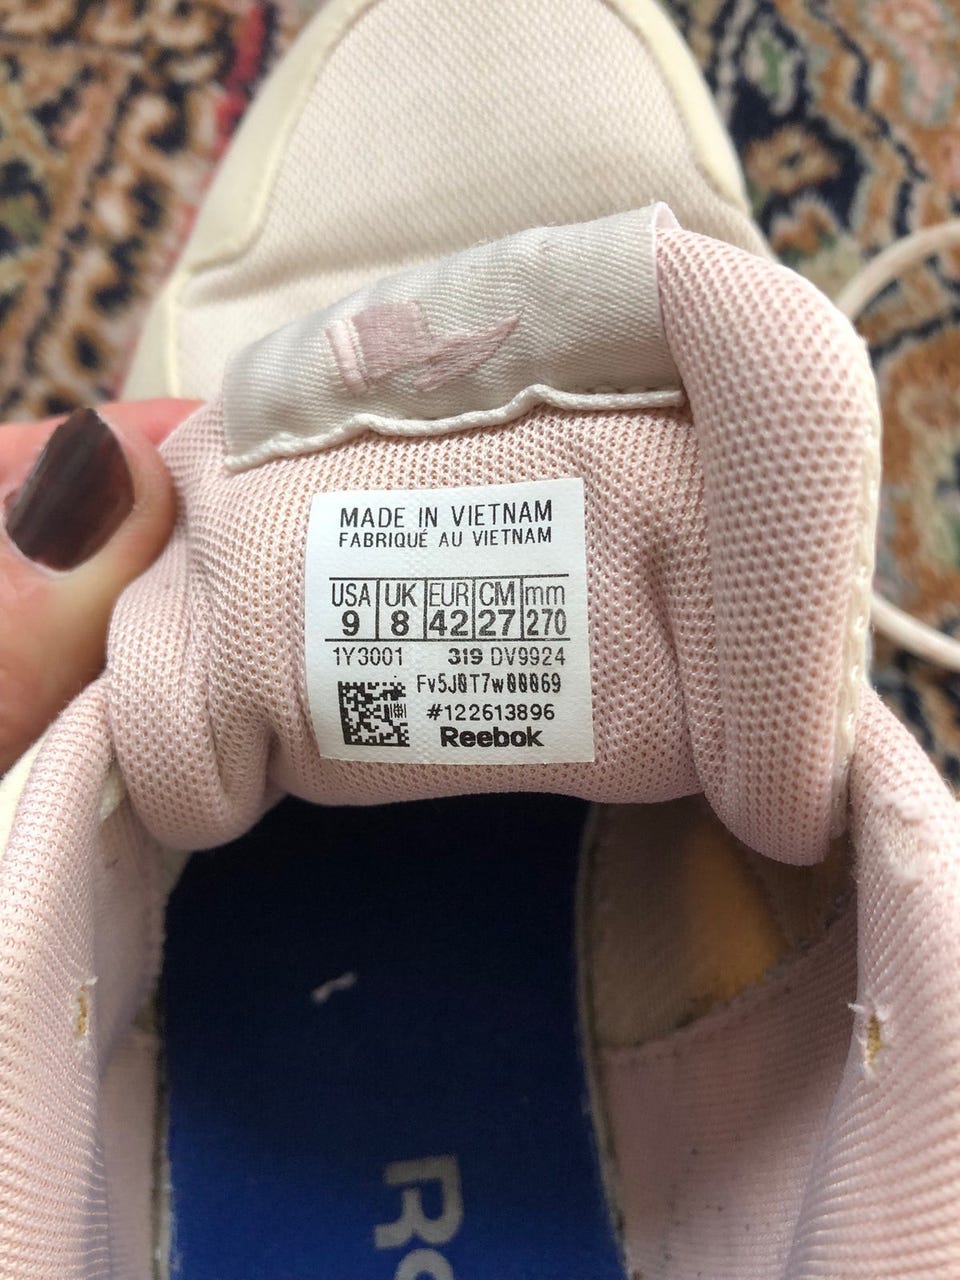 MADE IN VIETNAM
FABRIQUÉ AU VIETNAM
USA UK EUR CM mm
9 8 42 27 270
1Y3001 319 DV9924
Fv5J0T7w00069
#122613896
Reebok
Re